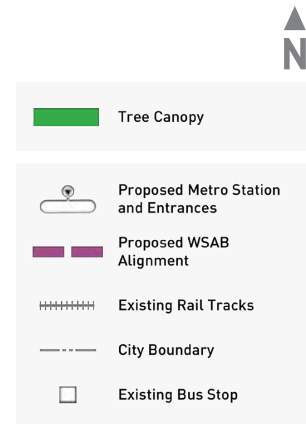 N
Tree Canopy
Proposed Metro Station
and Entrances
Proposed WSAB
Alignment
Existing Rail Tracks
City Boundary
Existing Bus Stop